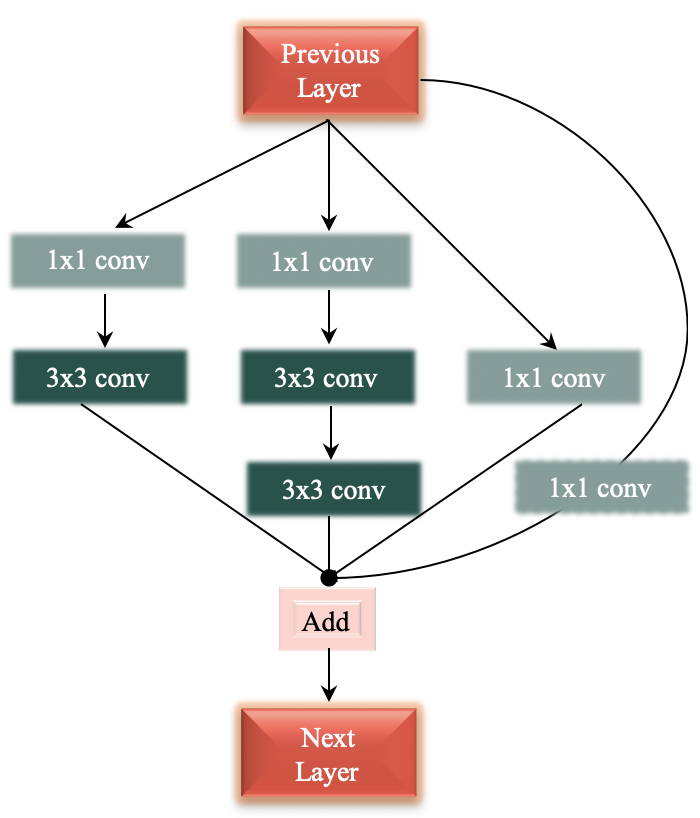 Previous
Layer
1x1 conv
1x1 conv
3x3 conv
3x3 conv
1x1 conv
3x3 conv
1x1 conv
Add
Next
Layer